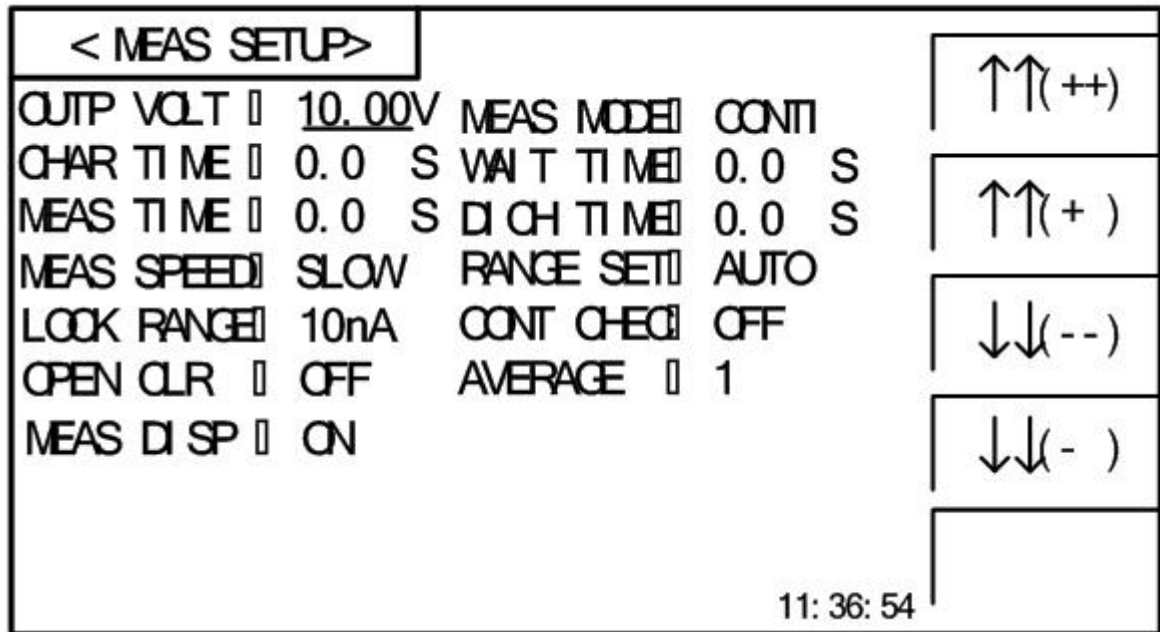 < MEAS SETUP>
OUTP VOLT : 10.00V
MEAS MODE: CONTI
CHAR TIME : 0.0 S
WAIT TIME: 0.0 S
MEAS TIME : 0.0 S
DICH TIME: 0.0 S
MEAS SPEED: SLOW
RANGE SET: AUTO
LOOK RANGE: 10nA
CONT CHEC: OFF
OPEN CLR : OFF
AVERAGE : 1
MEAS DISP : ON
↑↑(++)
↑↑(+ )
↓↓(--)
↓↓(- )
11:36:54